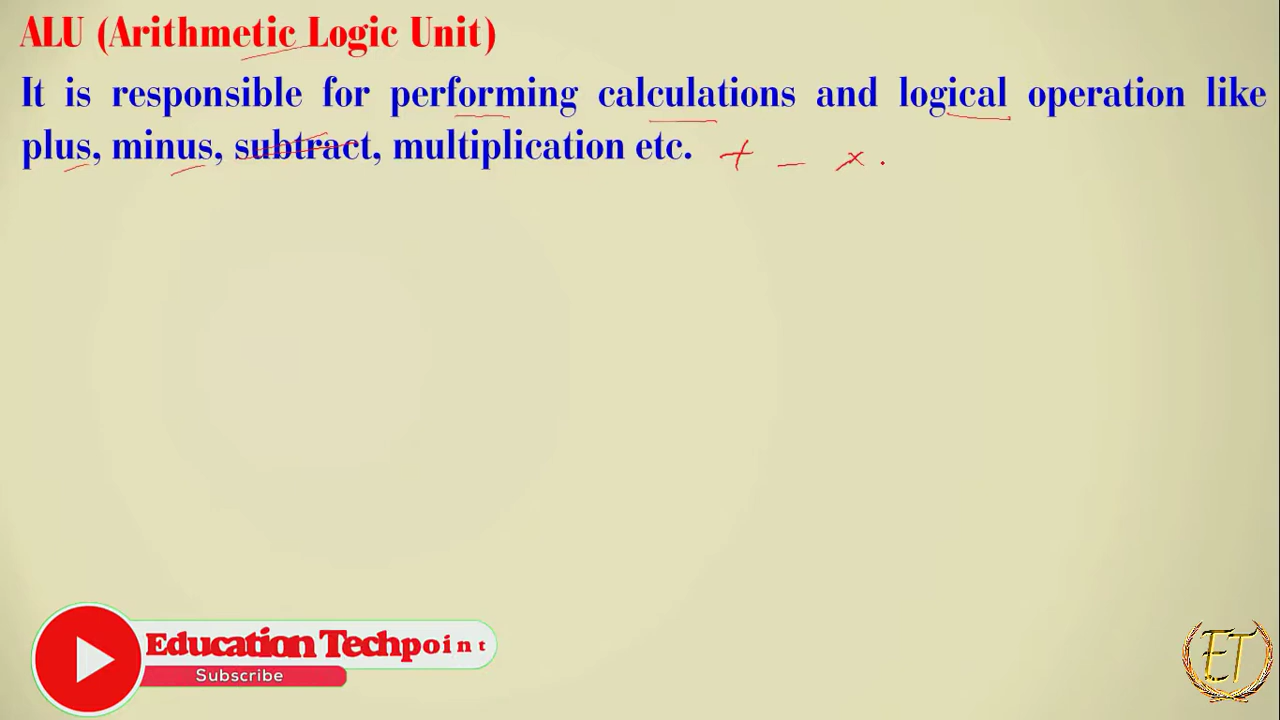 ALU (Arithmetic Logic Unit)
It is responsible for performing calculations and logical operation like
plus, minus, subtract, multiplication etc. + - ×
Education Techpoint
Subscribe
ET